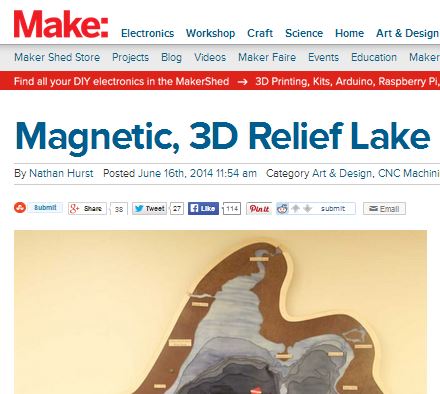 Make: Electronics Workshop Craft Science Home Art & Design
Maker Shed Store Projects Blog Videos Maker Faire Events Education Maker
Find all your DIY electronics in the MakerShed → 3D Printing, Kits, Arduino, Raspberry Pi,
Magnetic, 3D Relief Lake
By Nathan Hurst Posted June 16th, 2014 11:54 am Category Art & Design, CNC Machini
Submit Share 38 Tweet 27 Like 114 Pin it submit Email